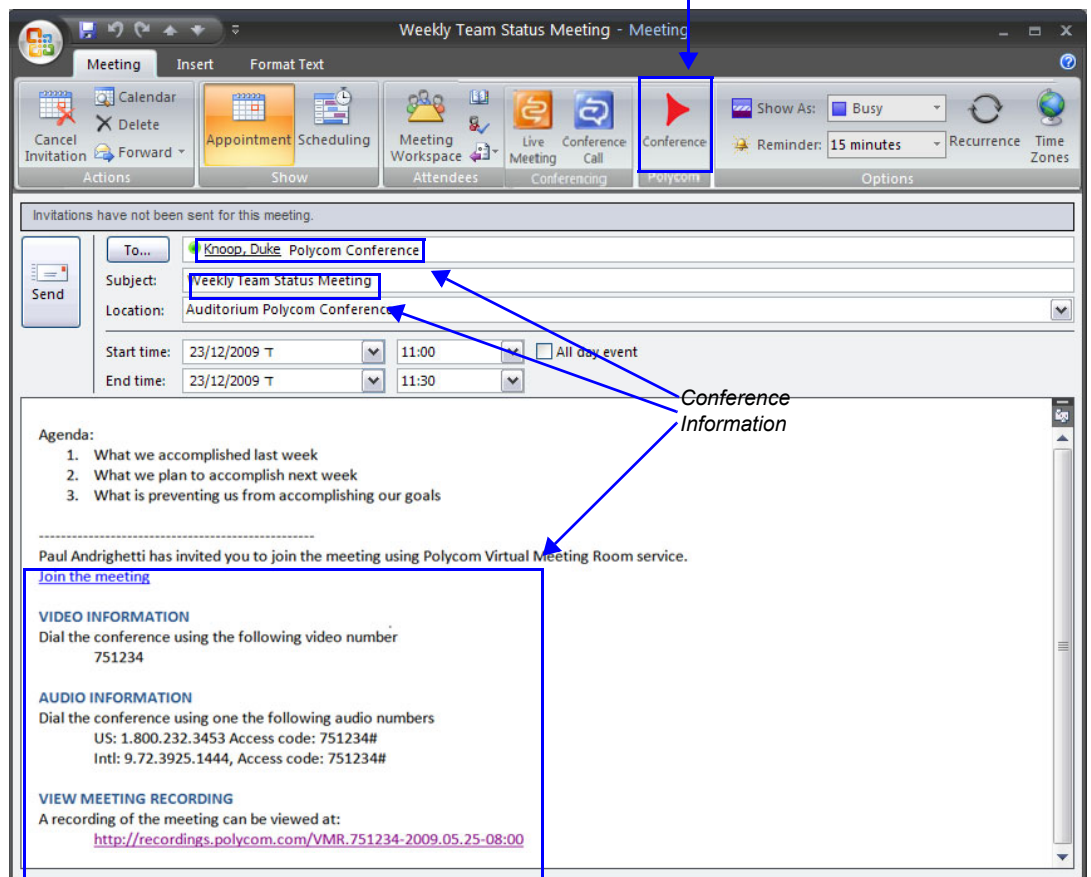 Weekly Team Status Meeting - Meeting
Meeting Insert Format Text
Cancel Invitation
Calendar
Delete
Forward
Actions
Appointment Scheduling
Show
Meeting Workspace
Attendees
Live Meeting
Conference Call
Conferencing
Conference
Polycom
Show As: Busy
Reminder: 15 minutes
Recurrence
Time Zones
Options
Invitations have not been sent for this meeting.
Send
To... Knoop, Duke Polycom Conference
Subject: Weekly Team Status Meeting
Location: Auditorium Polycom Conference
Start time: 23/12/2009 ד 11:00 All day event
End time: 23/12/2009 ד 11:30
Conference
Information
Agenda:
1. What we accomplished last week
2. What we plan to accomplish next week
3. What is preventing us from accomplishing our goals
--------------------------------------------------
Paul Andrighetti has invited you to join the meeting using Polycom Virtual Meeting Room service.
Join the meeting
VIDEO INFORMATION
Dial the conference using the following video number
751234
AUDIO INFORMATION
Dial the conference using one the following audio numbers
US: 1.800.232.3453 Access code: 751234#
Intl: 9.72.3925.1444, Access code: 751234#
VIEW MEETING RECORDING
A recording of the meeting can be viewed at:
http://recordings.polycom.com/VMR.751234-2009.05.25-08:00